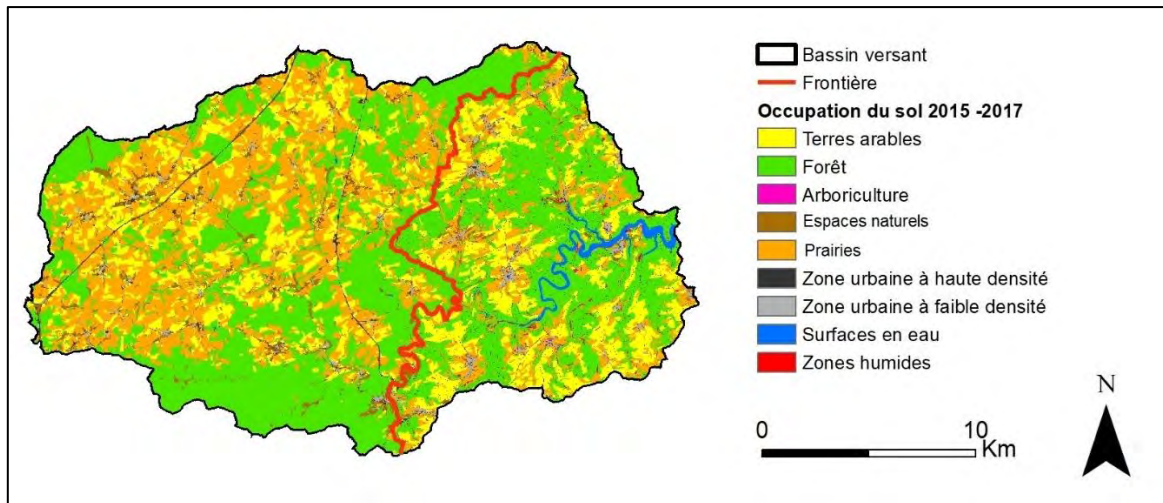 Bassin versant
Frontière
Occupation du sol 2015 -2017
Terres arables
Forêt
Arboriculture
Espaces naturels
Prairies
Zone urbaine à haute densité
Zone urbaine à faible densité
Surfaces en eau
Zones humides
N
0 10
Km